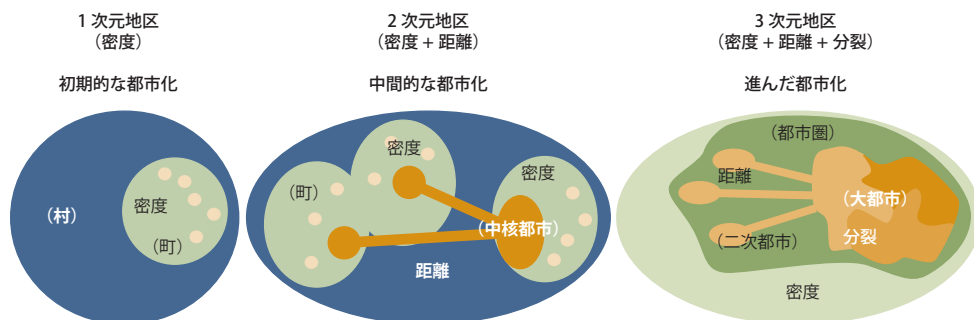 1 次元地区
（密度）
初期的な都市化
（村）
密度
（町）
2 次元地区
（密度 + 距離）
中間的な都市化
密度
（町）
密度
（中核都市）
距離
3 次元地区
（密度 + 距離 + 分裂）
進んだ都市化
（都市圏）
距離
（大都市）
（二次都市）
分裂
密度